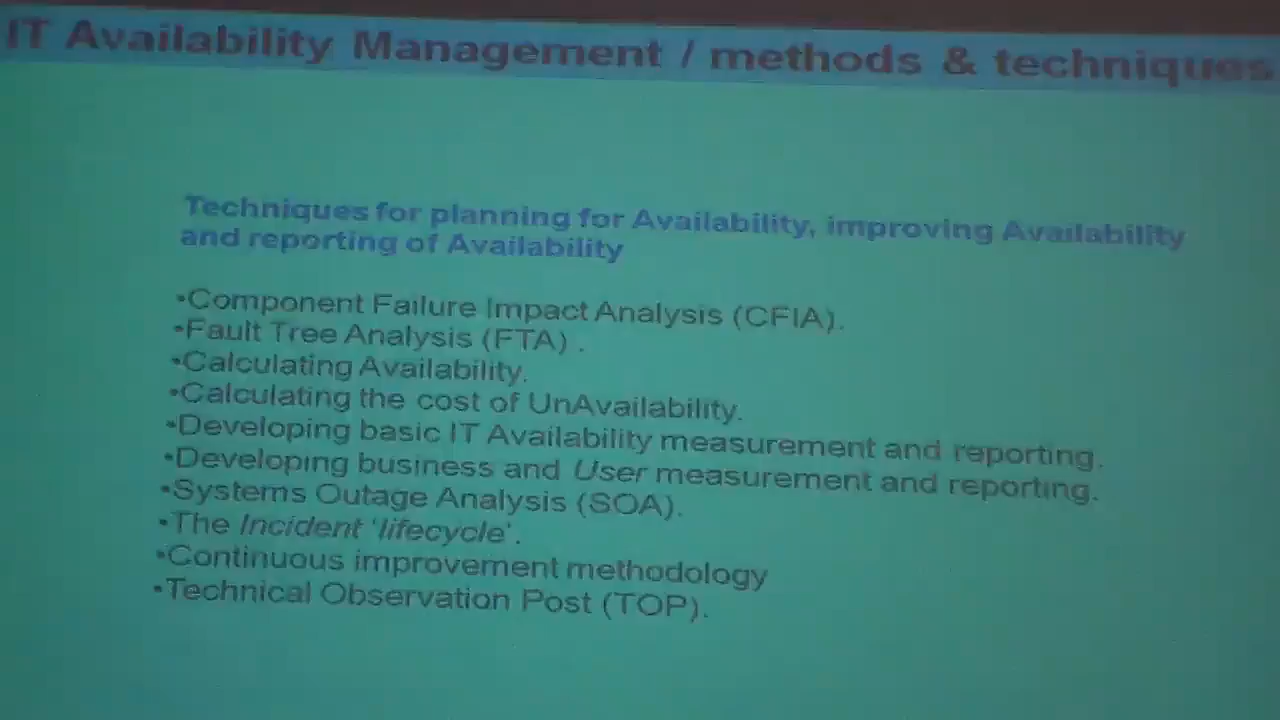 IT Availability Management / methods & techniques
Techniques for planning for Availability, improving Availability
and reporting of Availability
•Component Failure Impact Analysis (CFIA).
•Fault Tree Analysis (FTA) .
•Calculating Availability.
•Calculating the cost of UnAvailability.
•Developing basic IT Availability measurement and reporting.
•Developing business and User measurement and reporting.
•Systems Outage Analysis (SOA).
•The Incident 'lifecycle'.
•Continuous improvement methodology
•Technical Observation Post (TOP).